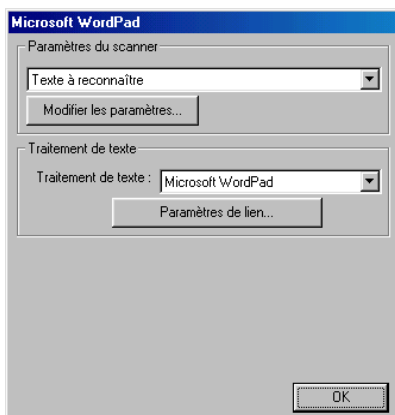 Microsoft WordPad
Paramètres du scanner
Texte à reconnaître
Modifier les paramètres...
Traitement de texte
Traitement de texte : Microsoft WordPad
Paramètres de lien...
OK